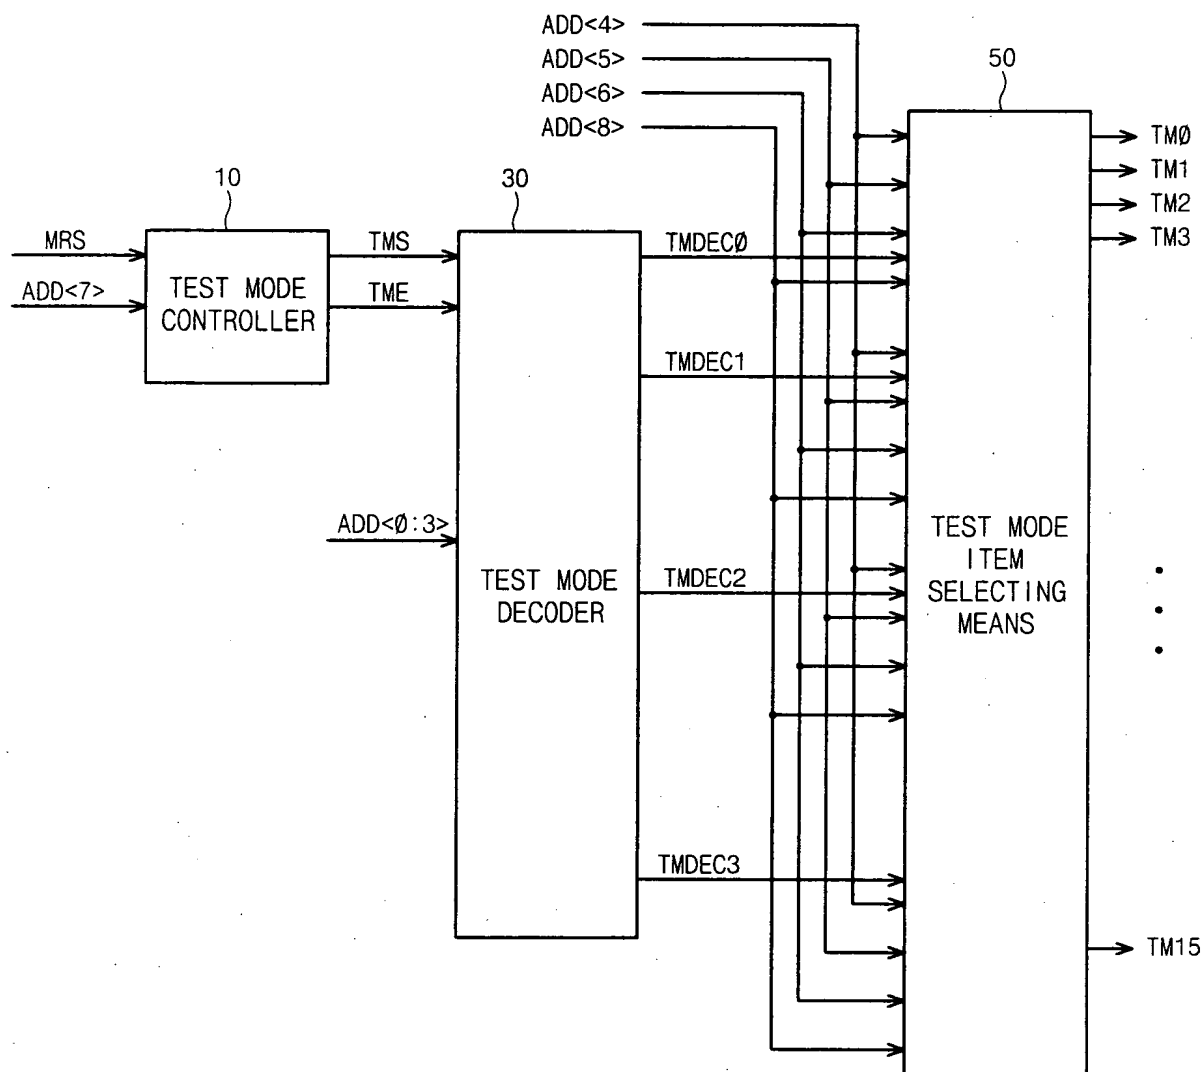 ADD<4>
ADD<5>
ADD<6>
ADD<8>
50
TMØ
TM1
TM2
TM3
10
30
MRS
ADD<7>
TEST MODE
CONTROLLER
TMS
TME
TMDECØ
TMDEC1
ADD<Ø:3>
TEST MODE
DECODER
TMDEC2
TEST MODE
ITEM
SELECTING
MEANS
TMDEC3
TM15